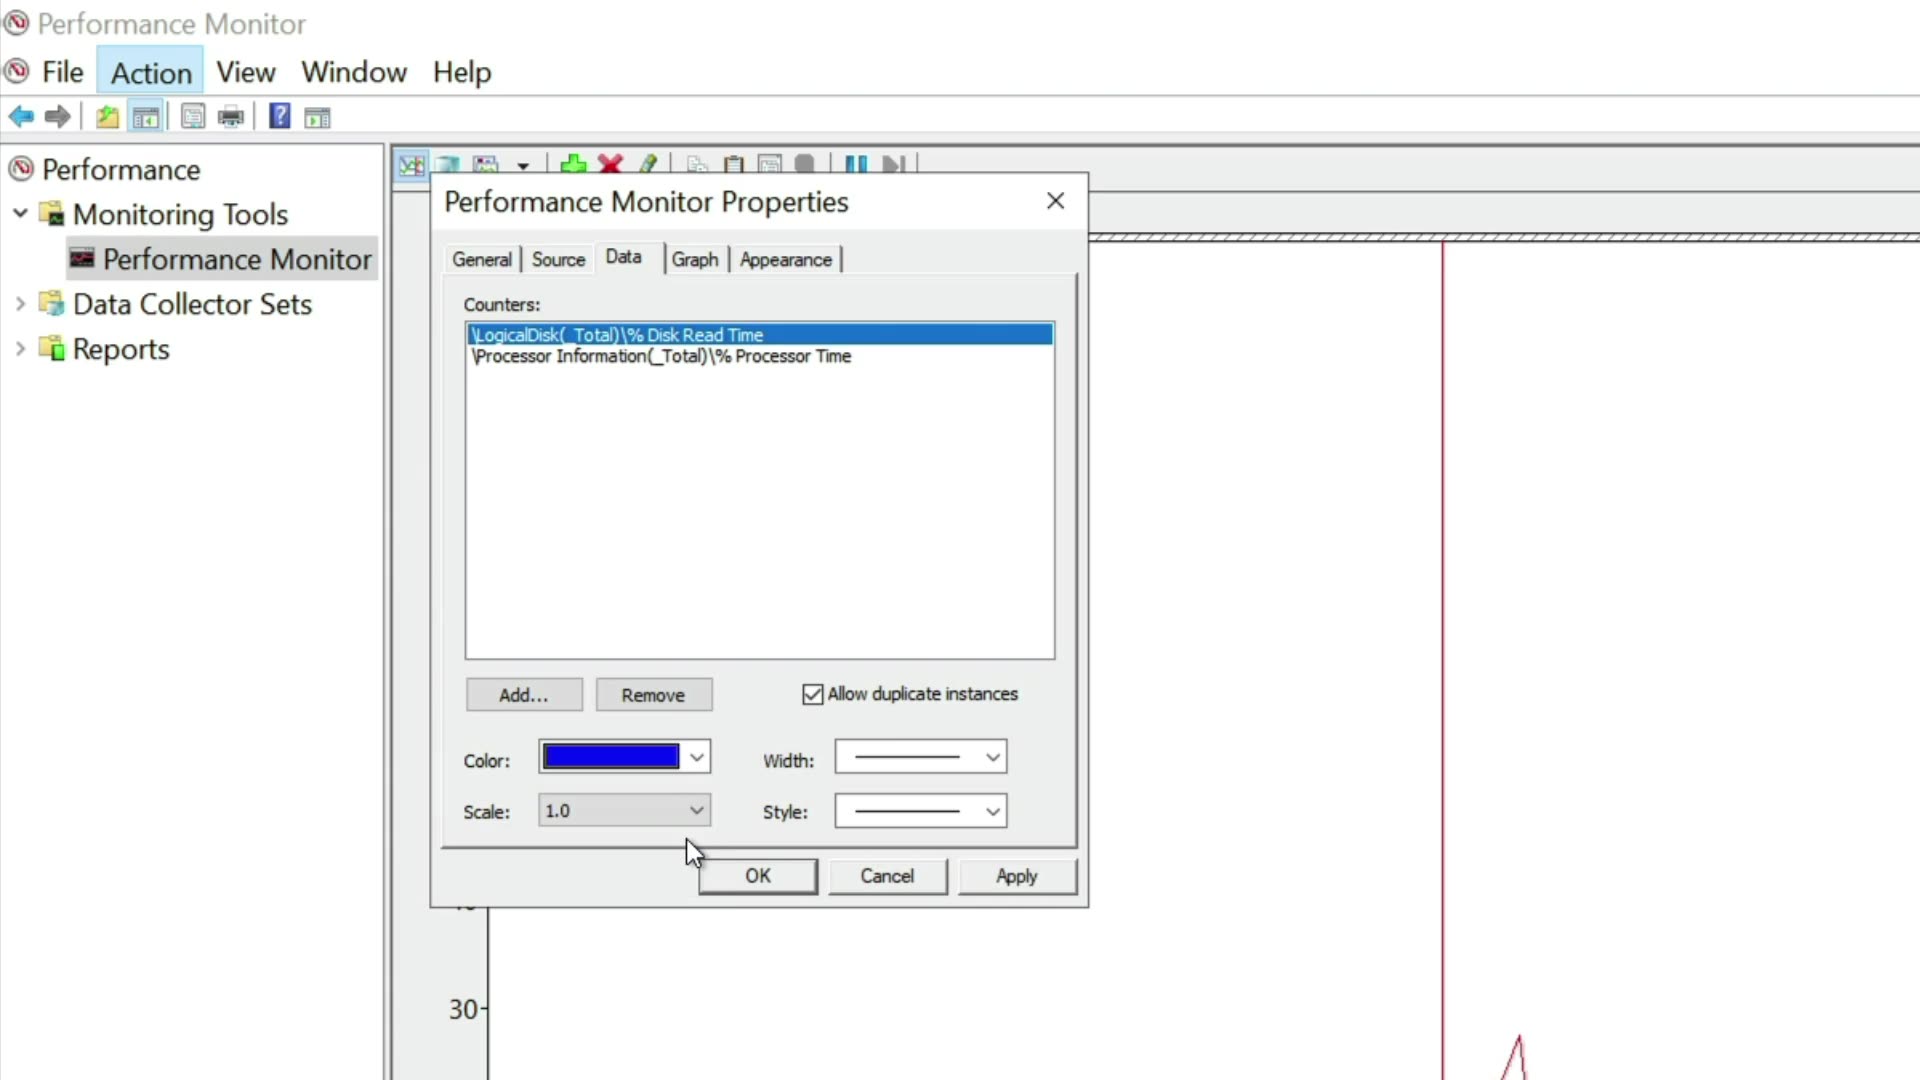 Performance Monitor
File Action View Window Help
Performance
Monitoring Tools
Performance Monitor
Data Collector Sets
Reports
Performance Monitor Properties
General Source Data Graph Appearance
Counters:
\LogicalDisk(_Total)\% Disk Read Time
\Processor Information(_Total)\% Processor Time
Add... Remove Allow duplicate instances
Color: Width:
Scale: 1.0 Style:
OK Cancel Apply
30